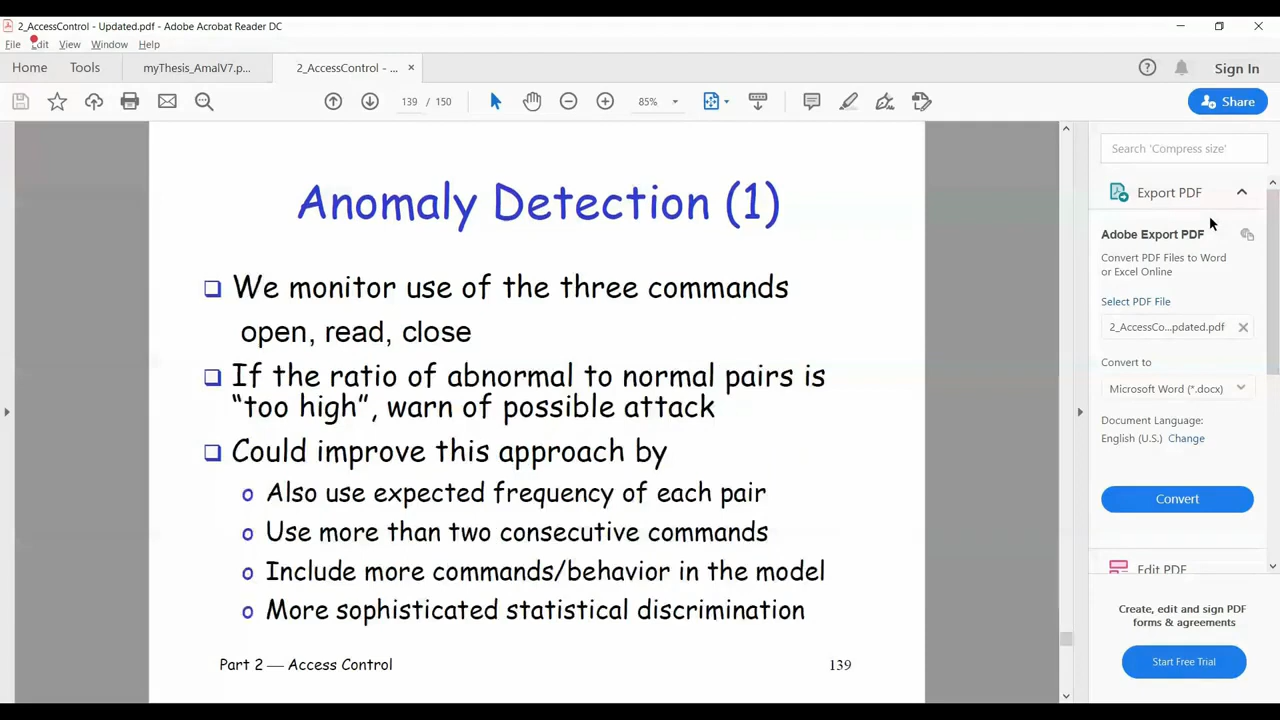 2_AccessControl - Updated.pdf - Adobe Acrobat Reader DC
File Edit View Window Help
Home Tools myThesis_AmalV7.p... 2_AccessControl - ... × Sign In
139 / 150 85% Share
Search 'Compress size'
Export PDF
Adobe Export PDF
Convert PDF Files to Word
or Excel Online
Select PDF File
2_AccessCo...pdated.pdf
Convert to
Microsoft Word (*.docx)
Document Language:
English (U.S.) Change
Convert
Edit PDF
Create, edit and sign PDF
forms & agreements
Start Free Trial
Anomaly Detection (1)
We monitor use of the three commands
open, read, close
If the ratio of abnormal to normal pairs is
“too high”, warn of possible attack
Could improve this approach by
o Also use expected frequency of each pair
o Use more than two consecutive commands
o Include more commands/behavior in the model
o More sophisticated statistical discrimination
Part 2 — Access Control 139